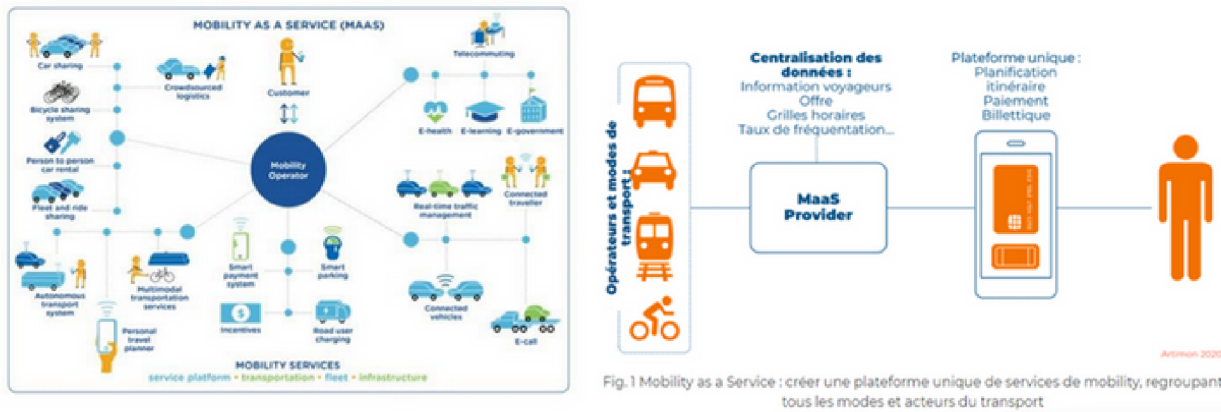 MOBILITY AS A SERVICE (MAAS)
Car sharing
Crowdsourced
logistics
Customer
Telecommuting
Bicycle sharing
system
E-health
E-learning
E-government
Person to person
car rental
Mobility
Operator
Fleet and ride
sharing
Real-time traffic
management
Connected
traveller
Autonomous
transport
system
Multimodal
transportation
services
Smart
payment
system
Smart
parking
Connected
vehicles
Personal
travel
planner
Incentives
Road user
charging
E-call
MOBILITY SERVICES
service platform • transportation • fleet • infrastructure
Opérateurs et modes de
transport :
Centralisation des
données :
Information voyageurs
Offre
Grilles horaires
Taux de fréquentation...
MaaS
Provider
Plateforme unique :
Planification
itinéraire
Paiement
Billettique
Artimon 2020
Fig. 1 Mobility as a Service : créer une plateforme unique de services de mobility, regroupant
tous les modes et acteurs du transport